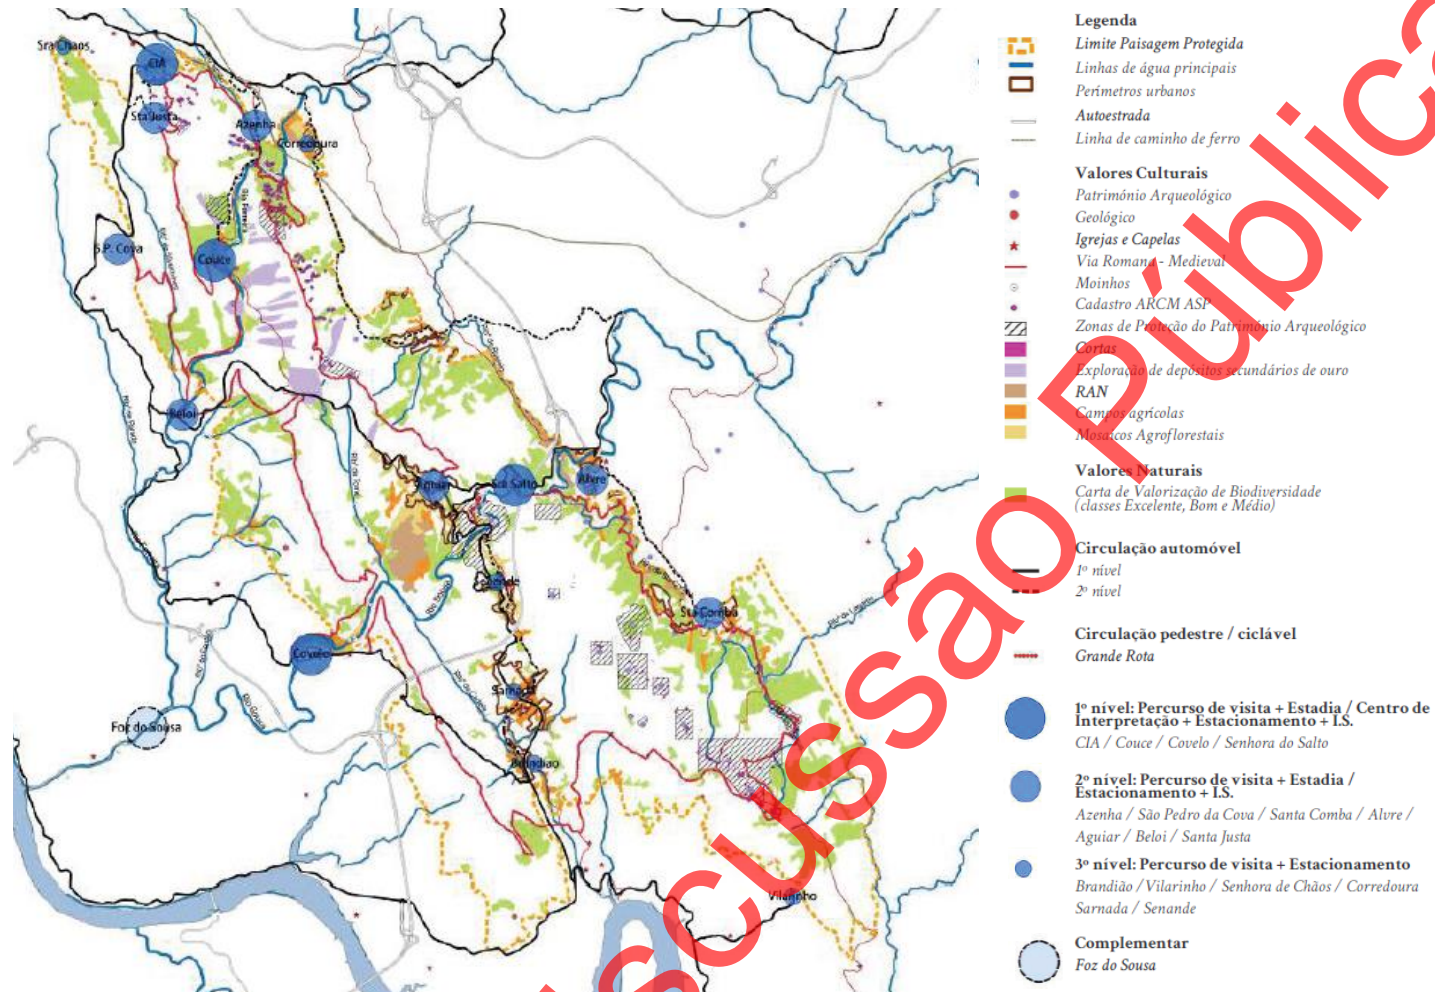 Sra Chaos
CIA
Sta Justa
Azenha
Corredoura
Rio Ferreira
S.P. Cova
Couce
Beloi
Aguiar
Sra Salto
Alvre
Senande
Rio Sousa
Sta Comba
Covelo
Sarnada
Foz do Sousa
Rio Sousa
Brandiao
Vilarinho
Legenda
Limite Paisagem Protegida
Linhas de água principais
Perímetros urbanos
Autoestrada
Linha de caminho de ferro
Valores Culturais
Património Arqueológico
Geológico
Igrejas e Capelas
Via Romana - Medieval
Moinhos
Cadastro ARCM ASP
Zonas de Proteção do Património Arqueológico
Cortas
Exploração de depósitos secundários de ouro
RAN
Campos agrícolas
Mosaicos Agroflorestais
Valores Naturais
Carta de Valorização de Biodiversidade
(classes Excelente, Bom e Médio)
Circulação automóvel
1º nível
2º nível
Circulação pedestre / ciclável
Grande Rota
1º nível: Percurso de visita + Estadia / Centro de
Interpretação + Estacionamento + I.S.
CIA / Couce / Covelo / Senhora do Salto
2º nível: Percurso de visita + Estadia /
Estacionamento + I.S.
Azenha / São Pedro da Cova / Santa Comba / Alvre /
Aguiar / Beloi / Santa Justa
3º nível: Percurso de visita + Estacionamento
Brandião / Vilarinho / Senhora de Chãos / Corredoura
Sarnada / Senande
Complementar
Foz do Sousa
iscussão Pública